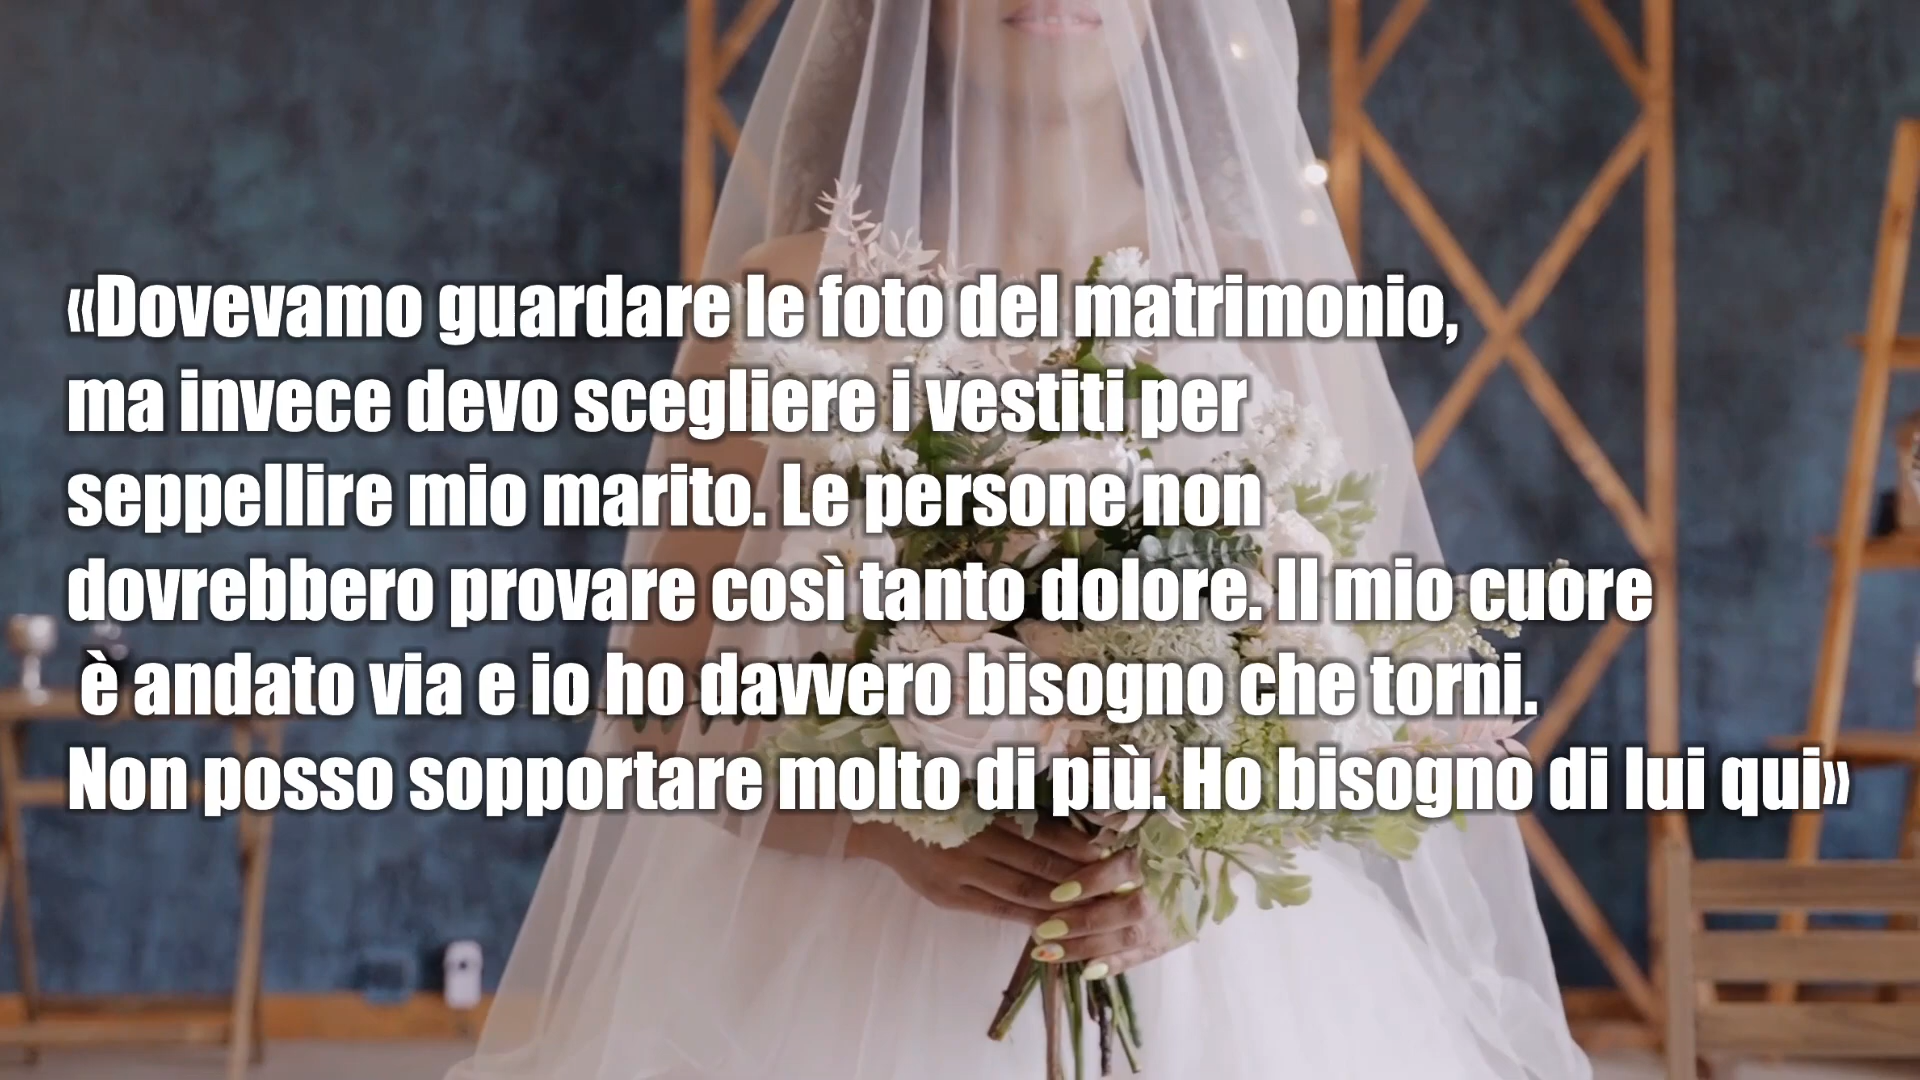 «Dovevamo guardare le foto del matrimonio,
ma invece devo scegliere i vestiti per
seppellire mio marito. Le persone non
dovrebbero provare così tanto dolore. Il mio cuore
è andato via e io ho davvero bisogno che torni.
Non posso sopportare molto di più. Ho bisogno di lui qui»